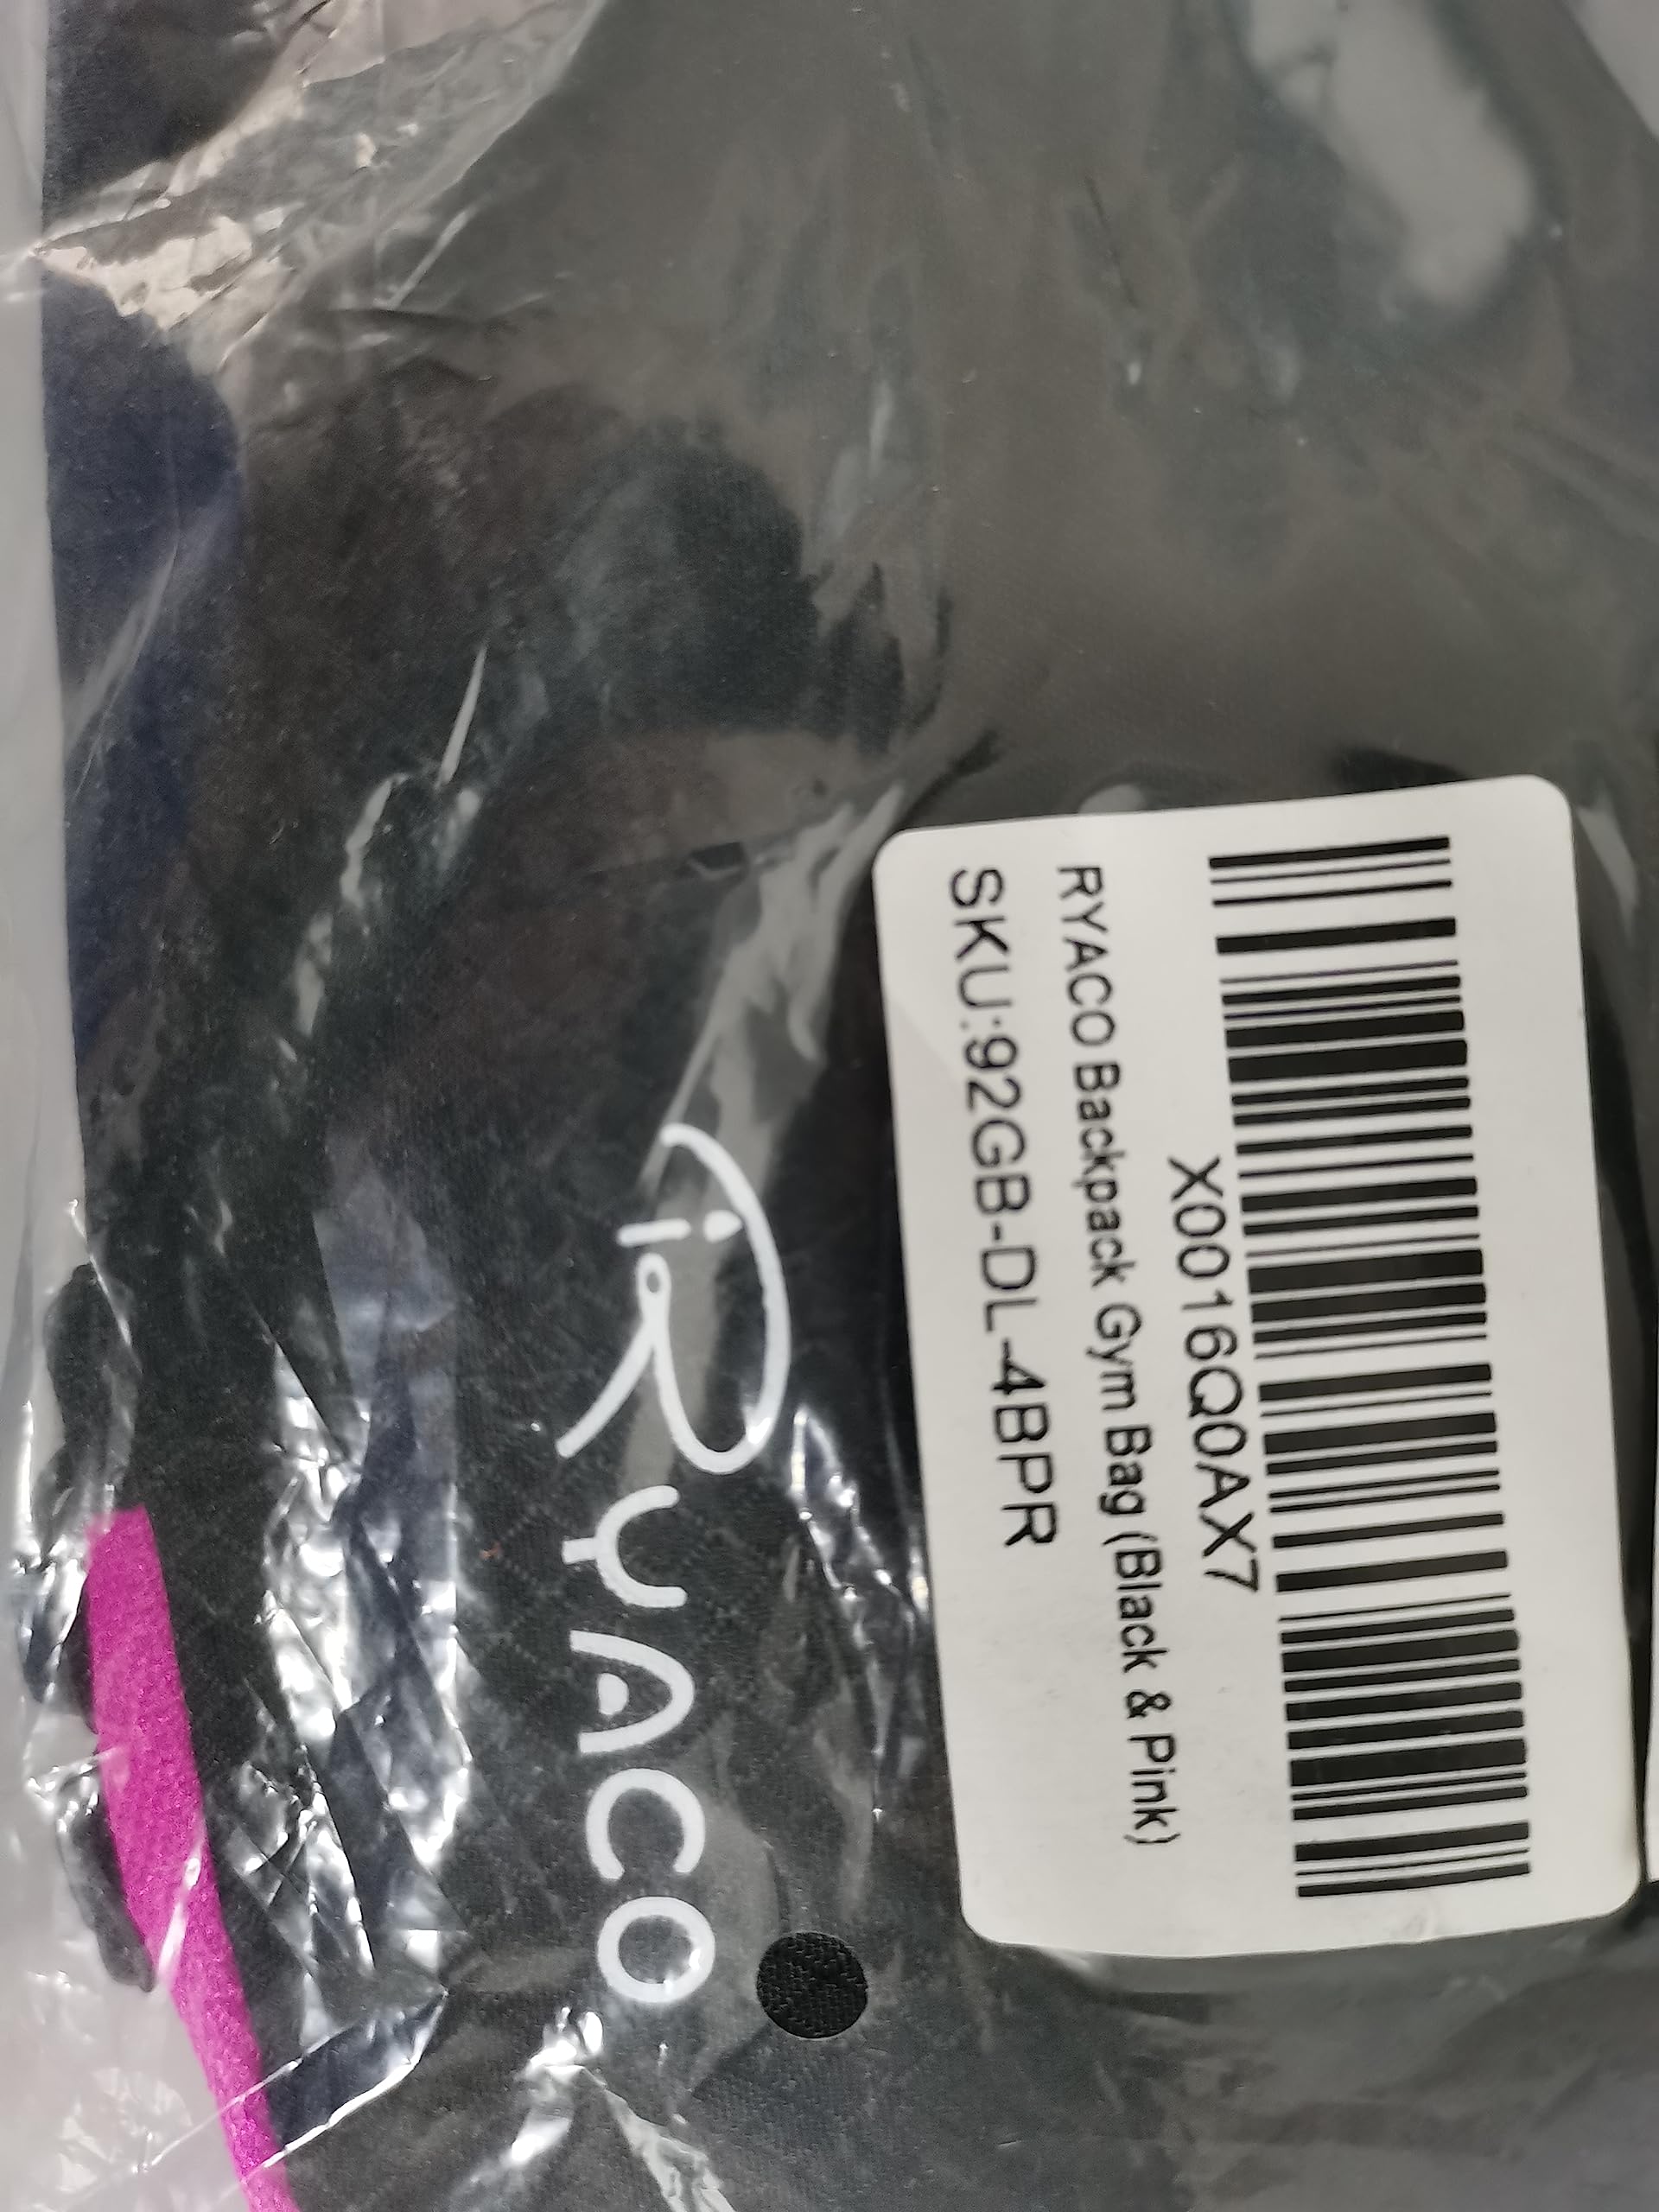 X0016Q0AX7
RYACO Backpack Gym Bag (Black & Pink)
SKU:92GB-DL-4BPR
RYACO